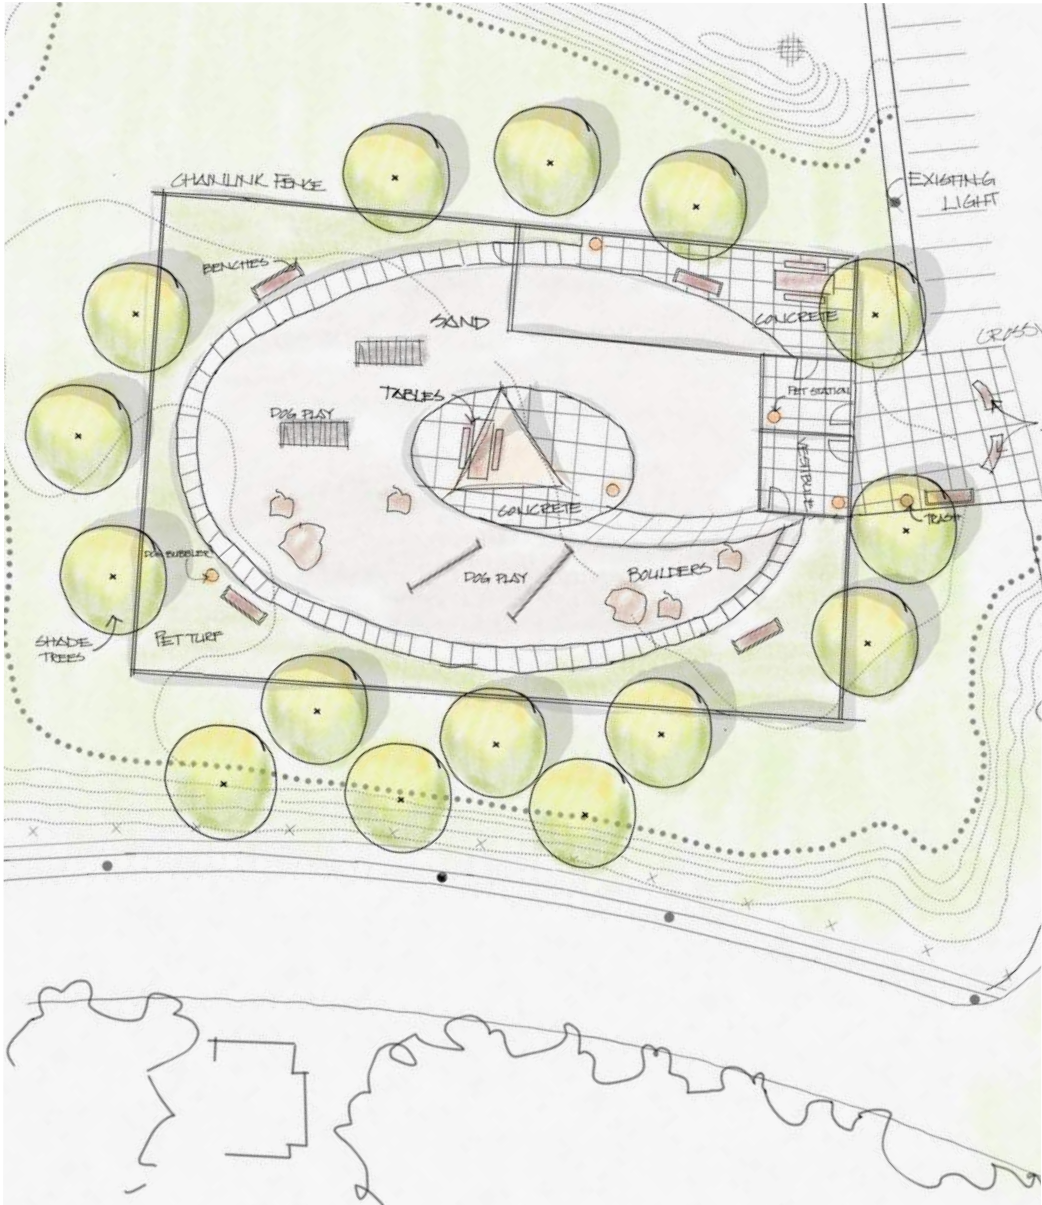 CHAINLINK FENCE
EXISTING
LIGHT
BENCHES
SAND
CONCRETE
TABLES
PET STATION
DOG PLAY
VESTIBULE
CONCRETE
TRASH
DOG BUBBLER
DOG PLAY
BOULDERS
SHADE
TREES
PET TURF